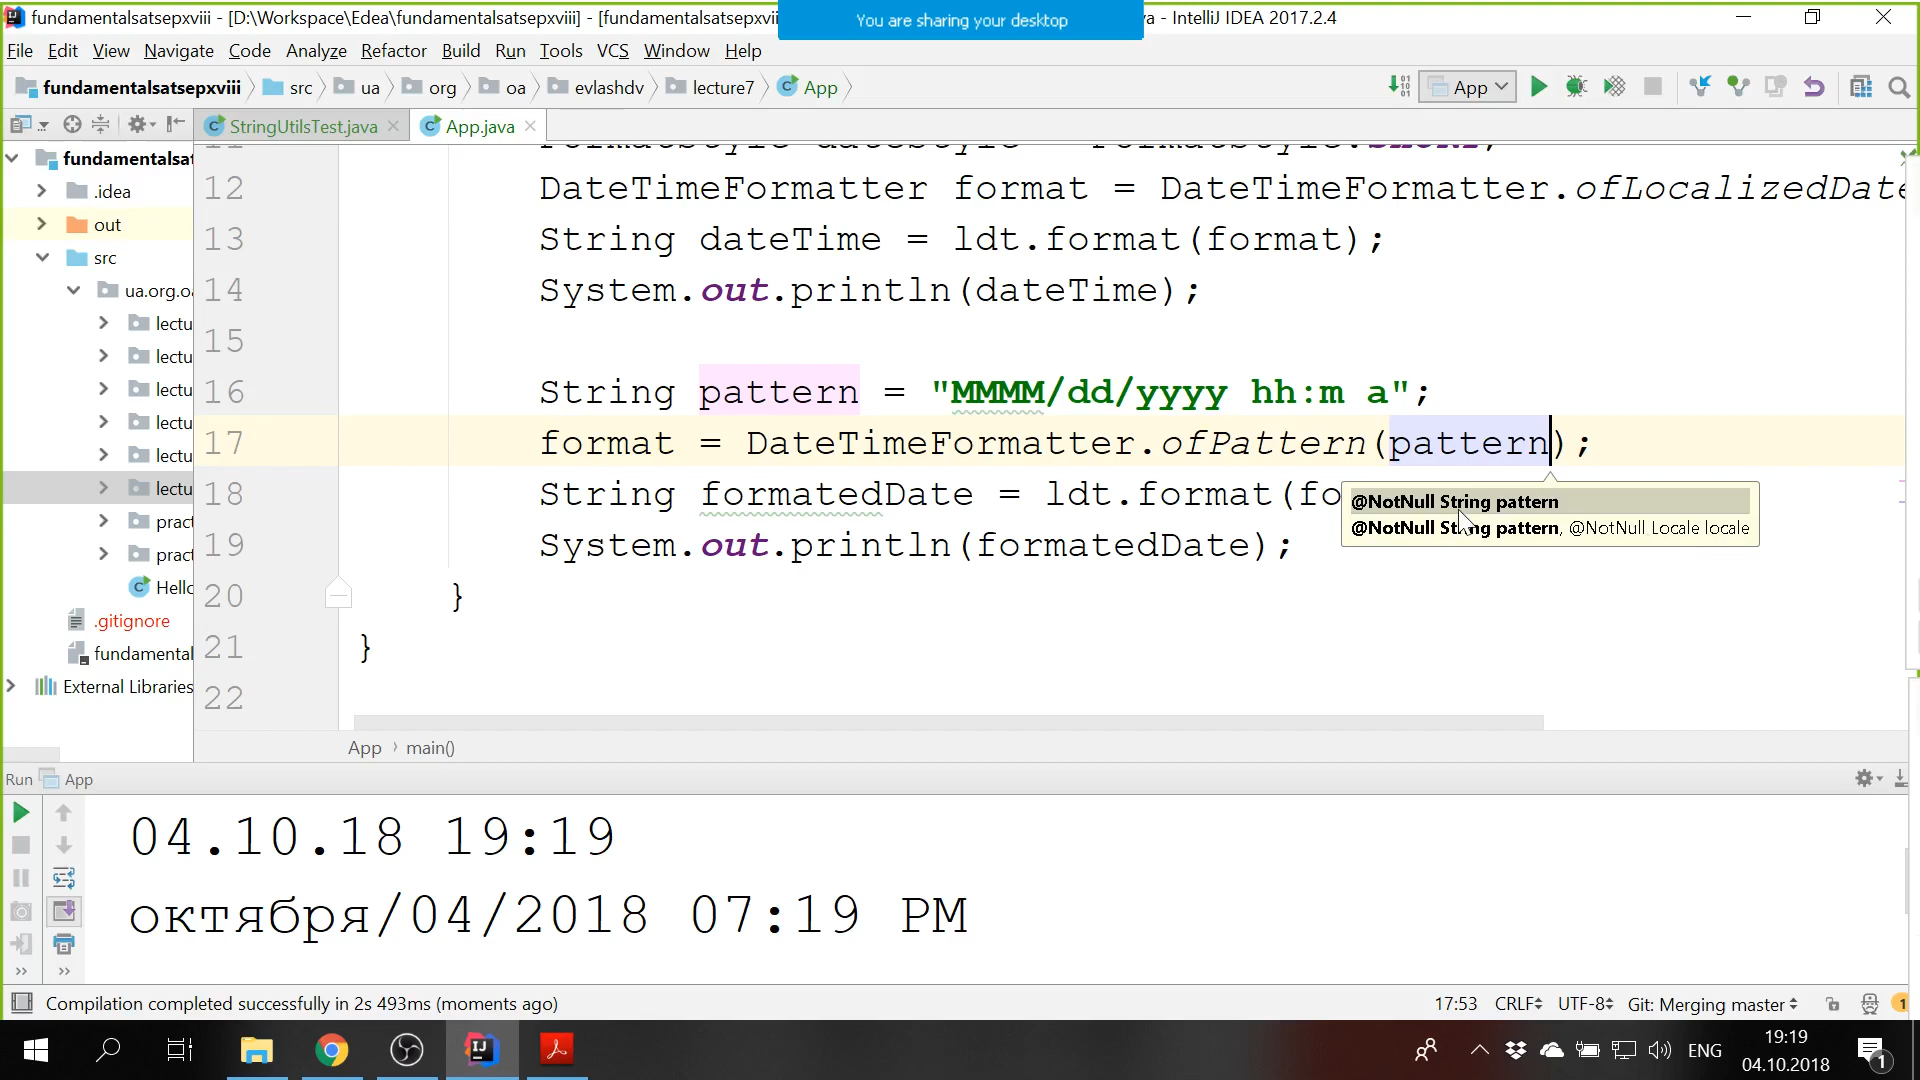 fundamentalsatsepxviii - [D:\Workspace\Edea\fundamentalsatsepxviii] - [fundamentalsatsepxvii
You are sharing your desktop
- IntelliJ IDEA 2017.2.4
File Edit View Navigate Code Analyze Refactor Build Run Tools VCS Window Help
fundamentalsatsepxviii src ua org oa evlashdv lecture7 App
App
StringUtilsTest.java App.java
fundamentalsat
.idea
out
src
ua.org.oa
lectu
lectu
lectu
lectu
lectu
lectu
pract
pract
Hello
.gitignore
fundamental
External Libraries
12 DateTimeFormatter format = DateTimeFormatter.ofLocalizedDate
13 String dateTime = ldt.format(format);
14 System.out.println(dateTime);
15
16 String pattern = "MMMM/dd/yyyy hh:m a";
17 format = DateTimeFormatter.ofPattern(pattern);
18 String formatedDate = ldt.format(fo
@NotNull String pattern
@NotNull String pattern, @NotNull Locale locale
19 System.out.println(formatedDate);
20 }
21 }
22
App › main()
Run App
04.10.18 19:19
октября/04/2018 07:19 PM
Compilation completed successfully in 2s 493ms (moments ago)
17:53 CRLF UTF-8 Git: Merging master
1
ENG
19:19
04.10.2018
1